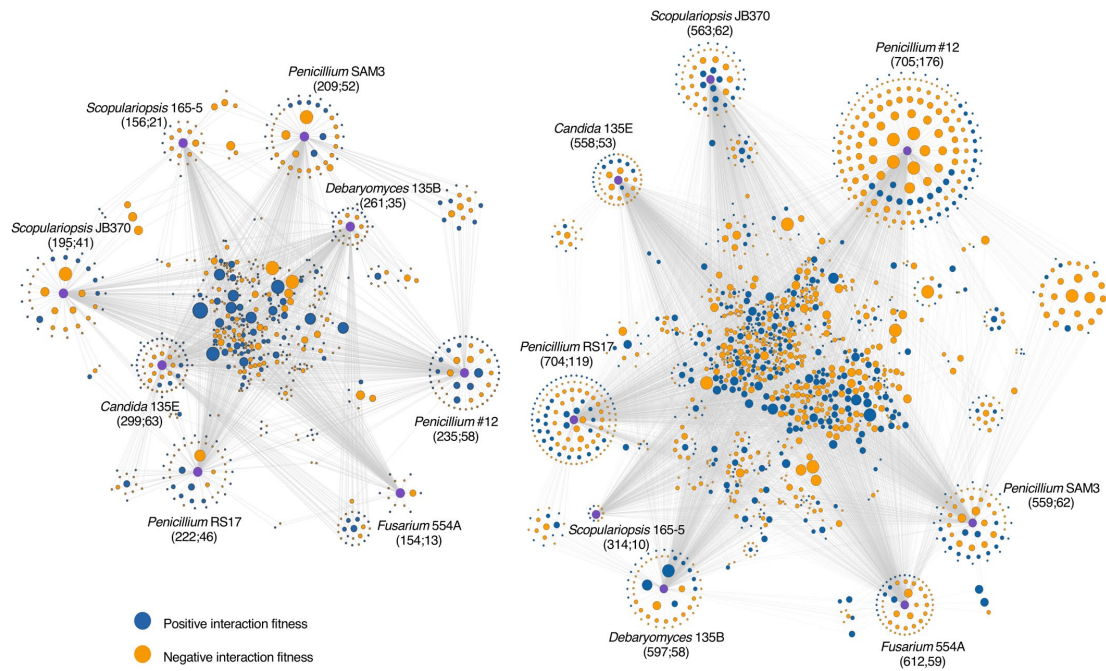 Scopulariopsis JB370
(563;62)
Penicillium #12
(705;176)
Penicillium SAM3
(209;52)
Scopulariopsis 165-5
(156;21)
Candida 135E
(558;53)
Debaryomyces 135B
(261;35)
Scopulariopsis JB370
(195;41)
Penicillium RS17
(704;119)
Candida 135E
(299;63)
Penicillium #12
(235;58)
Penicillium SAM3
(559;62)
Penicillium RS17
(222;46)
Fusarium 554A
(154;13)
Scopulariopsis 165-5
(314;10)
Positive interaction fitness
Negative interaction fitness
Debaryomyces 135B
(597;58)
Fusarium 554A
(612,59)